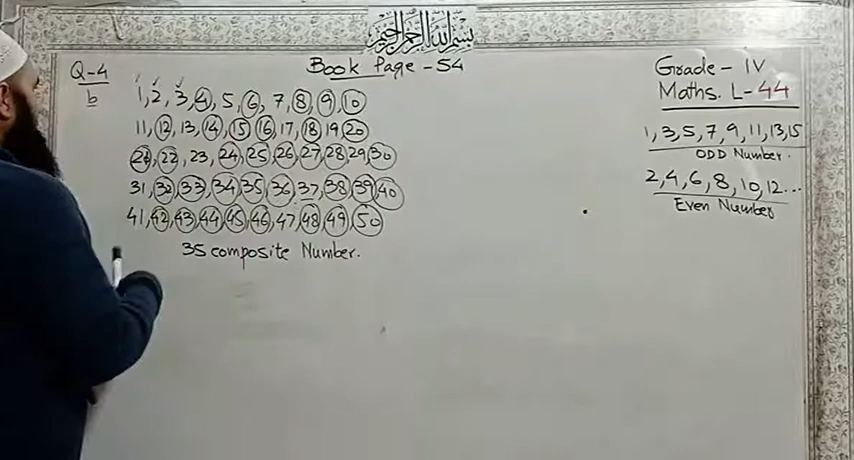 بسم الله الرحمن الرحيم
Q-4
b
Book Page - 54
1, 2, 3, 4, 5, 6, 7, 8, 9, 10
11, 12, 13, 14, 15, 16, 17, 18, 19, 20
21, 22, 23, 24, 25, 26, 27, 28, 29, 30
31, 32, 33, 34, 35, 36, 37, 38, 39, 40
41, 42, 43, 44, 45, 46, 47, 48, 49, 50
35 composite Number.
Grade - IV
Maths. L-44
1, 3, 5, 7, 9, 11, 13, 15
ODD Number.
2, 4, 6, 8, 10, 12...
Even Number